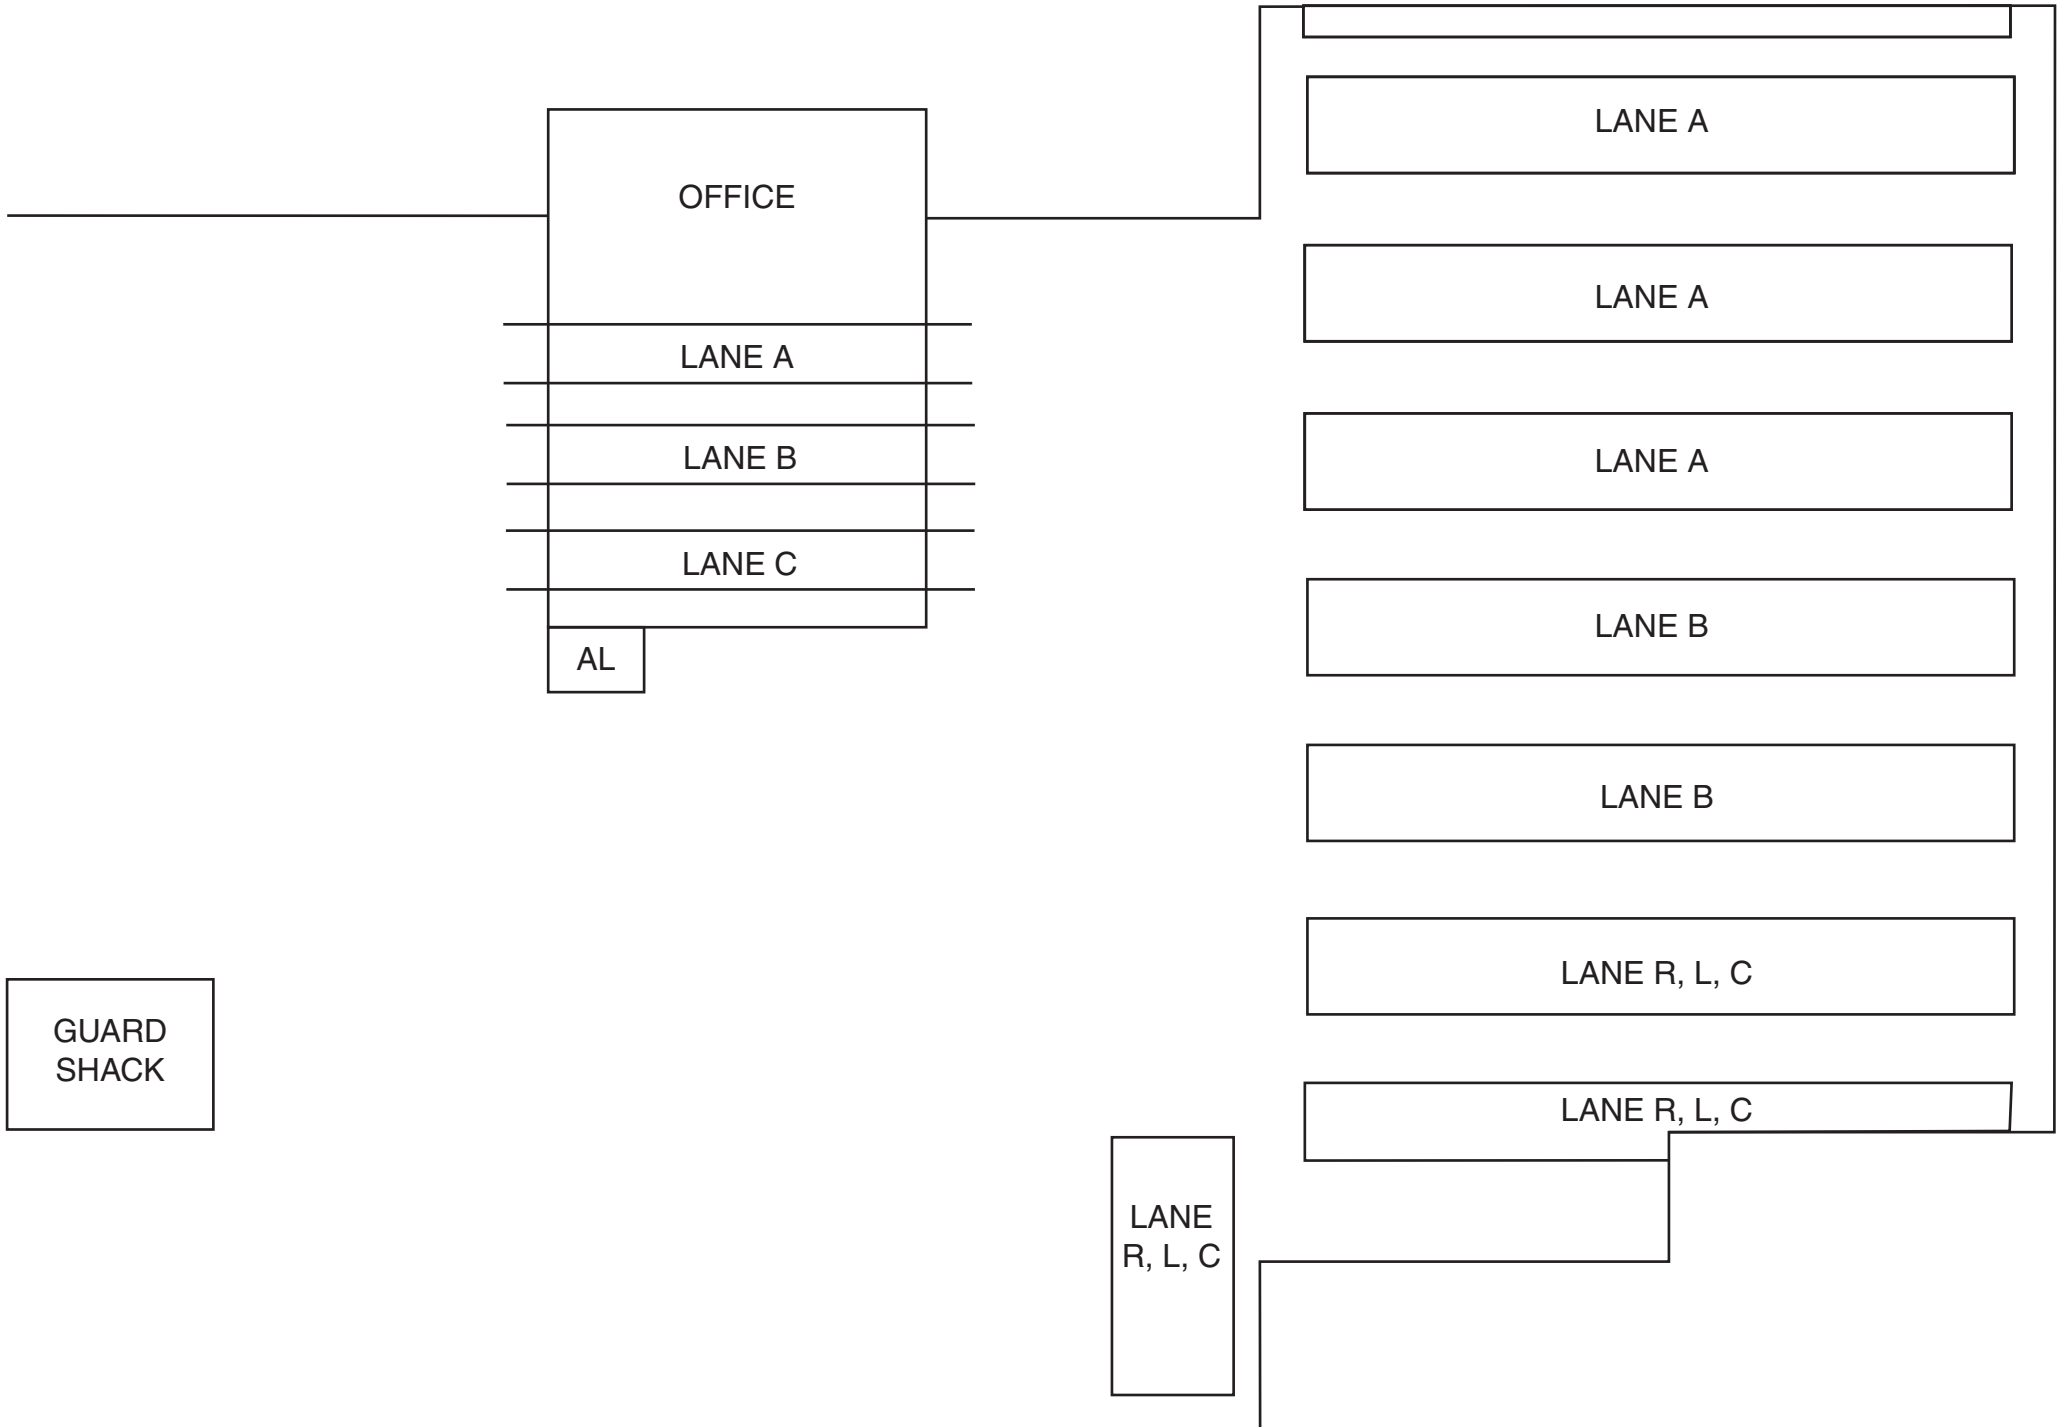 OFFICE
LANE A
LANE B
LANE C
AL
GUARD
SHACK
LANE A
LANE A
LANE A
LANE B
LANE B
LANE R, L, C
LANE R, L, C
LANE
R, L, C